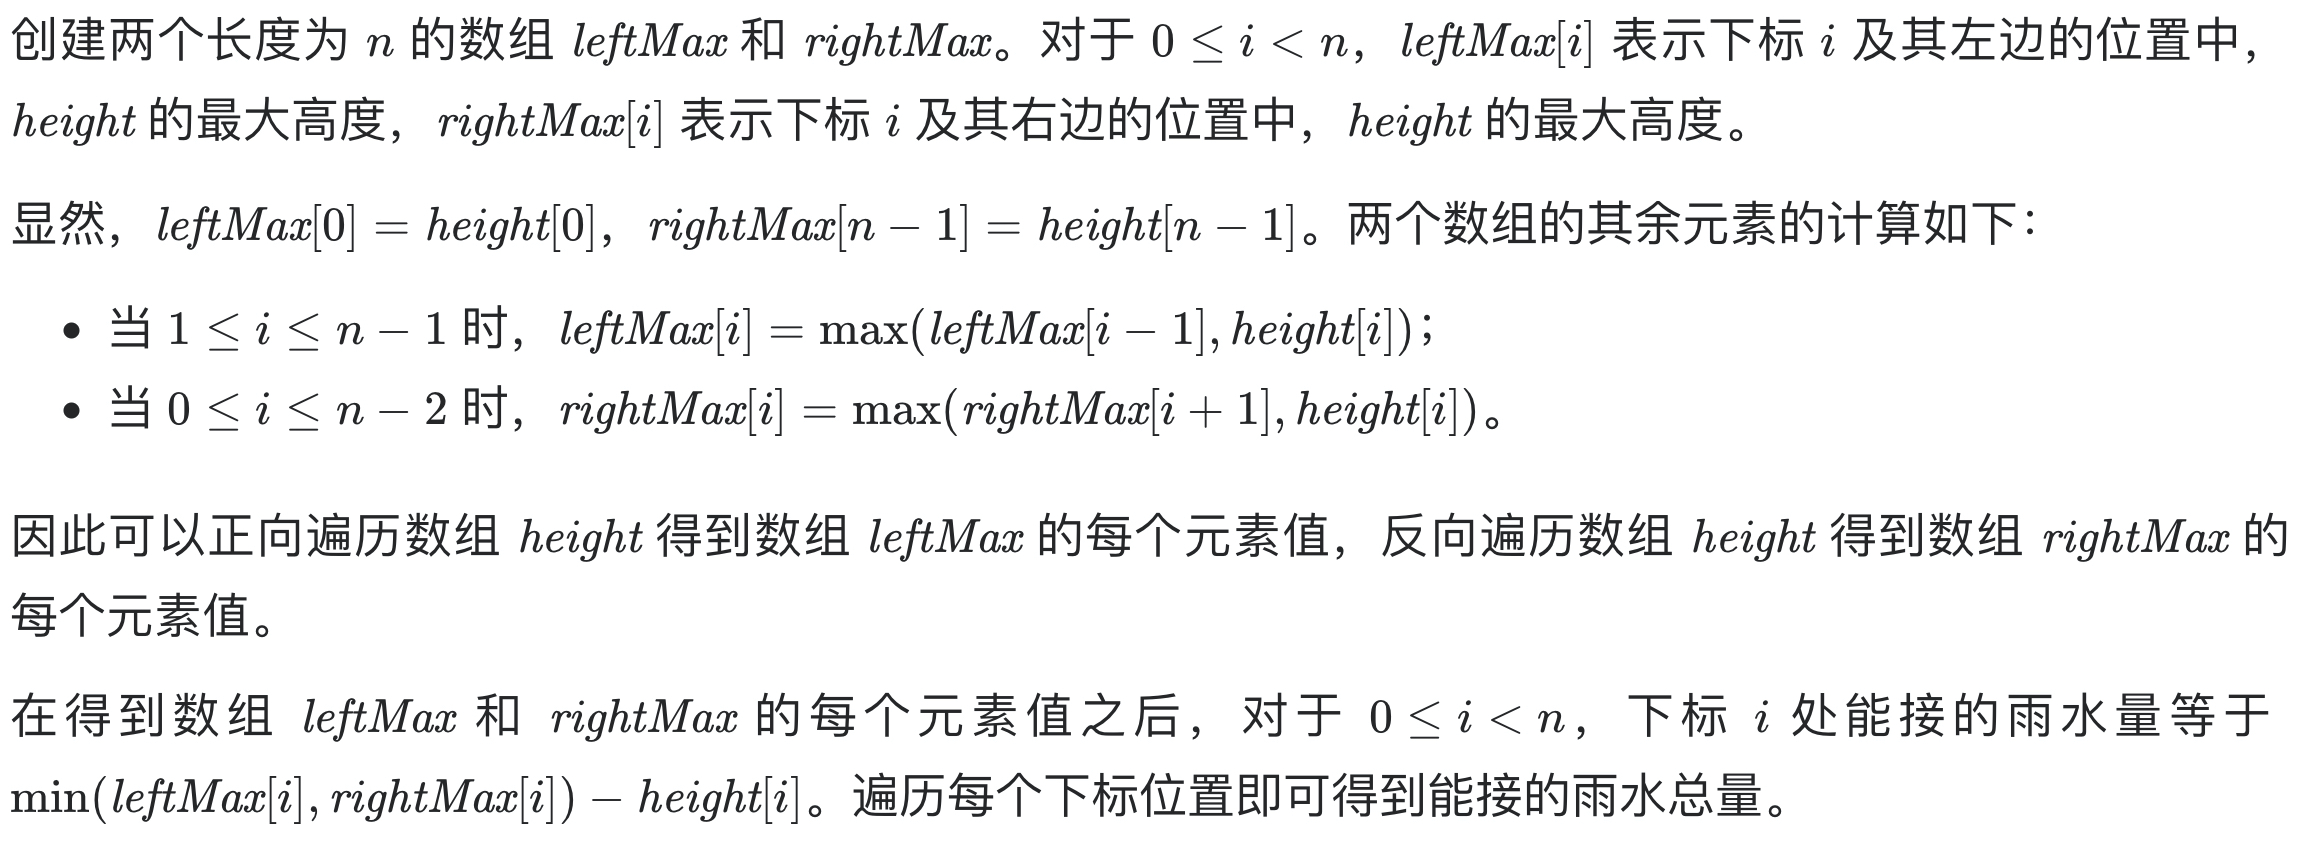 创建两个长度为 n 的数组 leftMax 和 rightMax。对于 0 ≤ i < n，leftMax[i] 表示下标 i 及其左边的位置中，
height 的最大高度，rightMax[i] 表示下标 i 及其右边的位置中，height 的最大高度。
显然，leftMax[0] = height[0]，rightMax[n − 1] = height[n − 1]。两个数组的其余元素的计算如下：
• 当 1 ≤ i ≤ n − 1 时，leftMax[i] = max(leftMax[i − 1], height[i])；
• 当 0 ≤ i ≤ n − 2 时，rightMax[i] = max(rightMax[i + 1], height[i])。
因此可以正向遍历数组 height 得到数组 leftMax 的每个元素值，反向遍历数组 height 得到数组 rightMax 的
每个元素值。
在得到数组 leftMax 和 rightMax 的每个元素值之后，对于 0 ≤ i < n，下标 i 处能接的雨水量等于
min(leftMax[i], rightMax[i]) − height[i]。遍历每个下标位置即可得到能接的雨水总量。